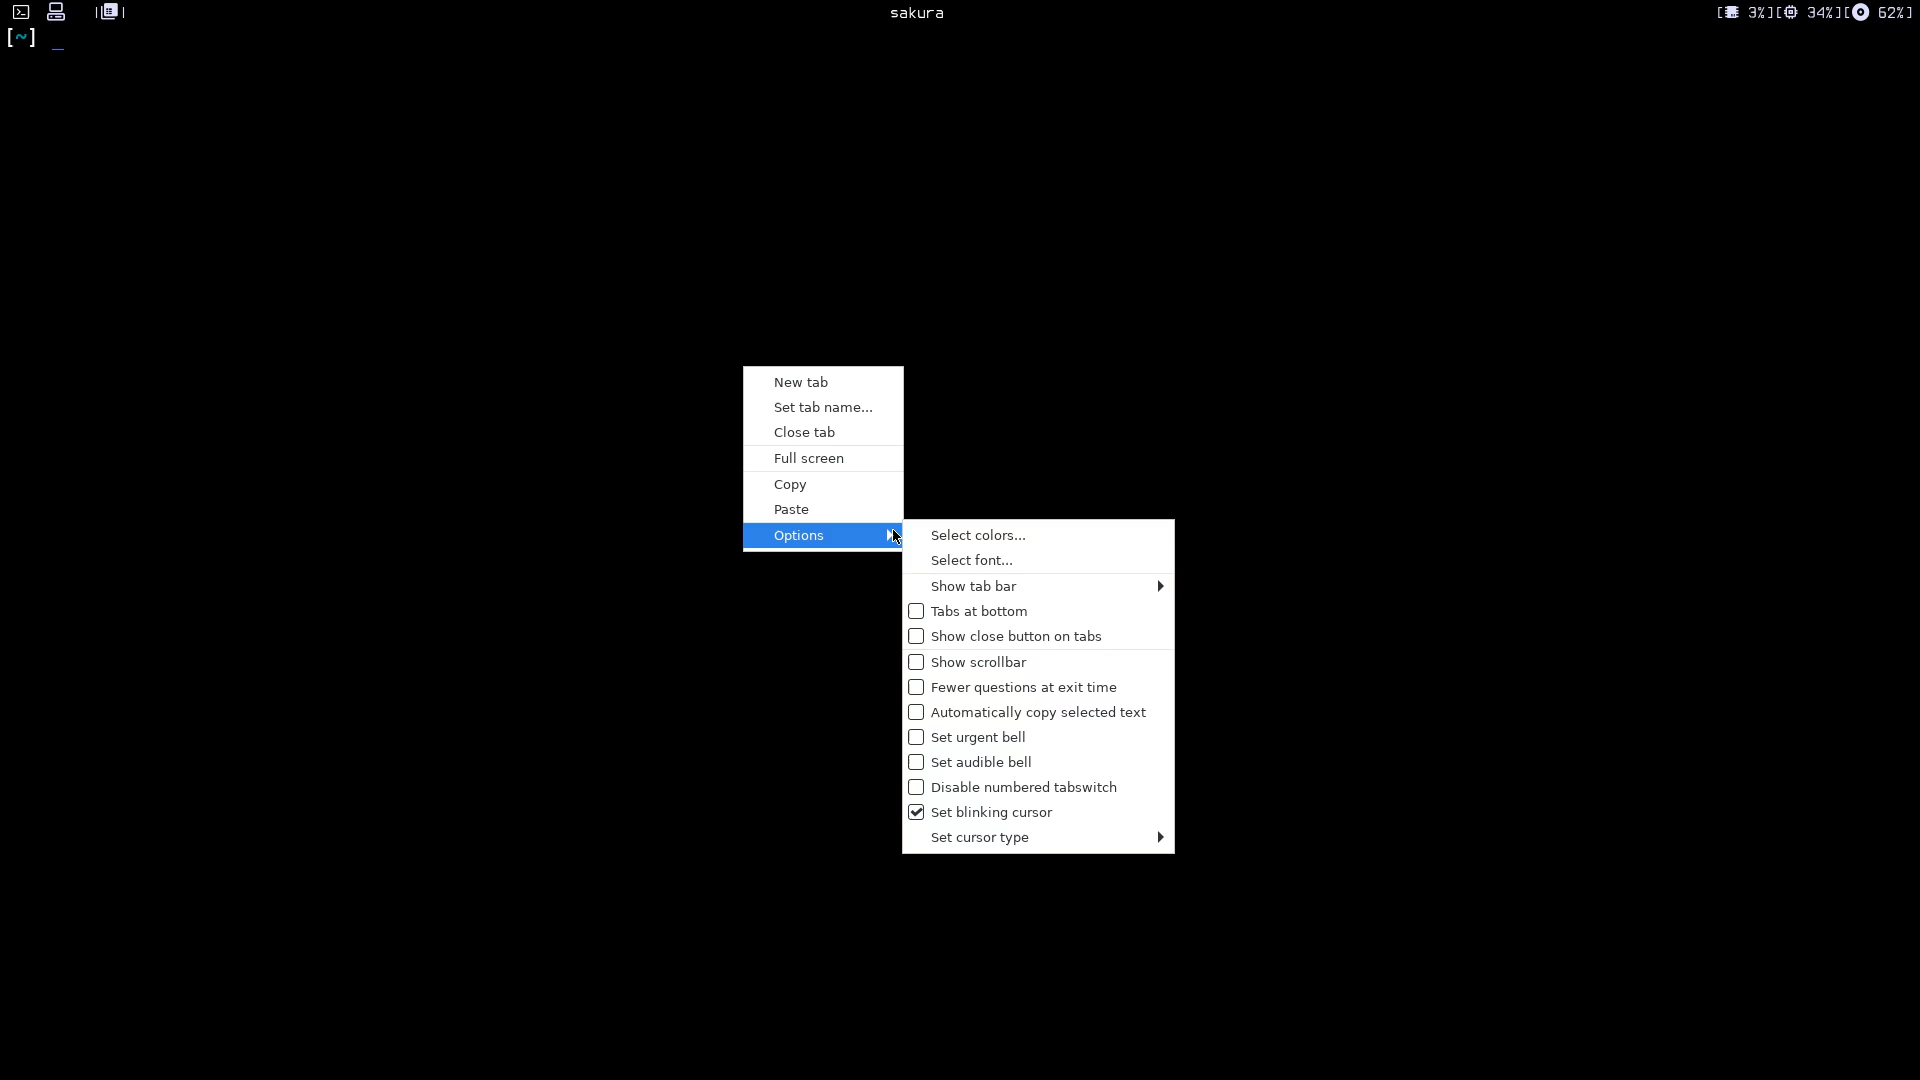 sakura
[ 3%][ 34%][ 62%]
[~] _
New tab
Set tab name...
Close tab
Full screen
Copy
Paste
Options
Select colors...
Select font...
Show tab bar
Tabs at bottom
Show close button on tabs
Show scrollbar
Fewer questions at exit time
Automatically copy selected text
Set urgent bell
Set audible bell
Disable numbered tabswitch
Set blinking cursor
Set cursor type